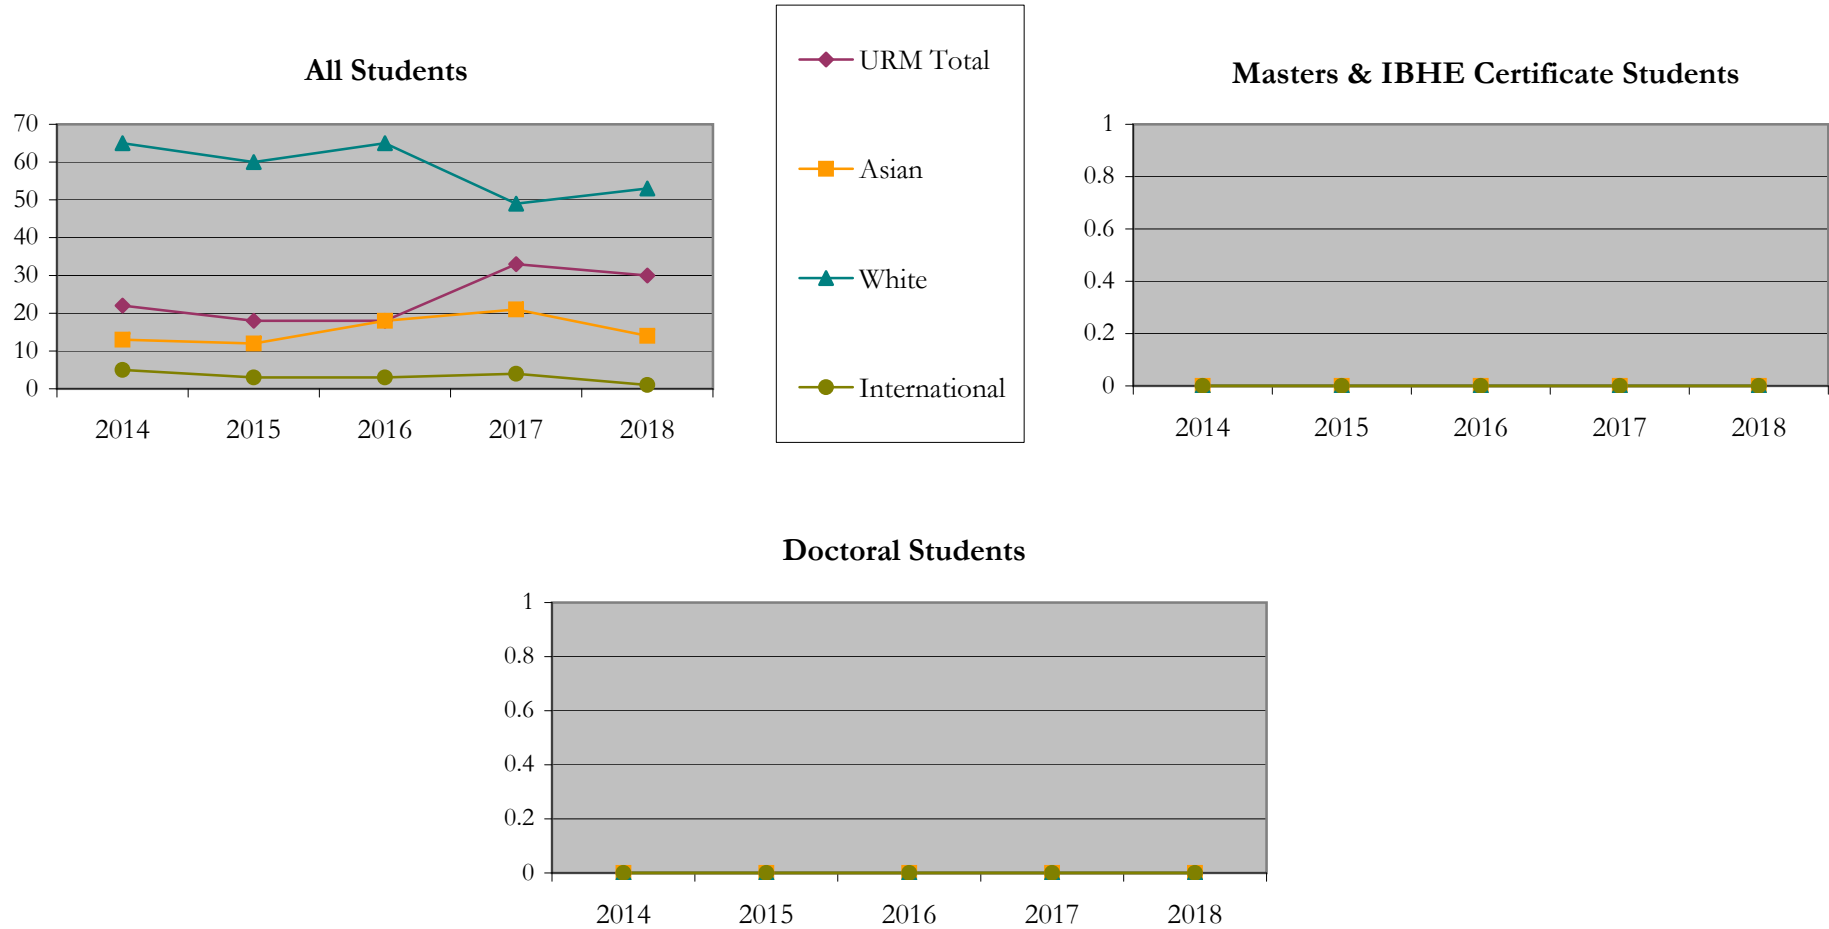 All Students
70
60
50
40
30
20
10
0
2014 2015 2016 2017 2018
URM Total
Asian
White
International
Masters & IBHE Certificate Students
1
0.8
0.6
0.4
0.2
0
2014 2015 2016 2017 2018
Doctoral Students
1
0.8
0.6
0.4
0.2
0
2014 2015 2016 2017 2018